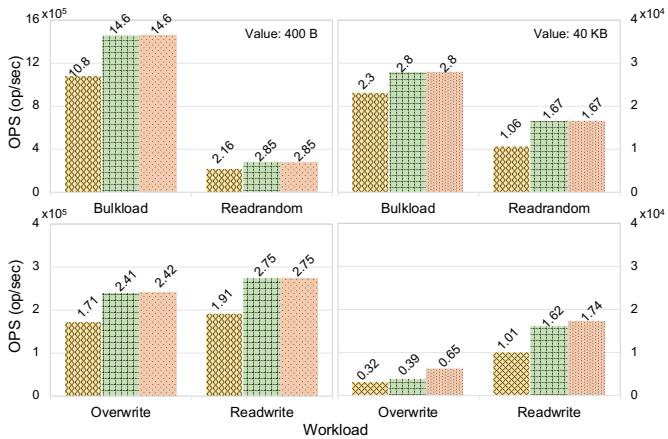 x10⁵
x10⁴
16
12
8
4
0
OPS (op/sec)
Value: 400 B
10.8
14.6
14.6
2.16
2.85
2.85
Bulkload
Readrandom
Value: 40 KB
2.3
2.8
2.8
1.06
1.67
1.67
Bulkload
Readrandom
4
3
2
1
0
x10⁵
x10⁴
4
3
2
1
0
OPS (op/sec)
1.71
2.41
2.42
1.91
2.75
2.75
Overwrite
Readwrite
0.32
0.39
0.65
1.01
1.62
1.74
Overwrite
Readwrite
4
3
2
1
0
Workload